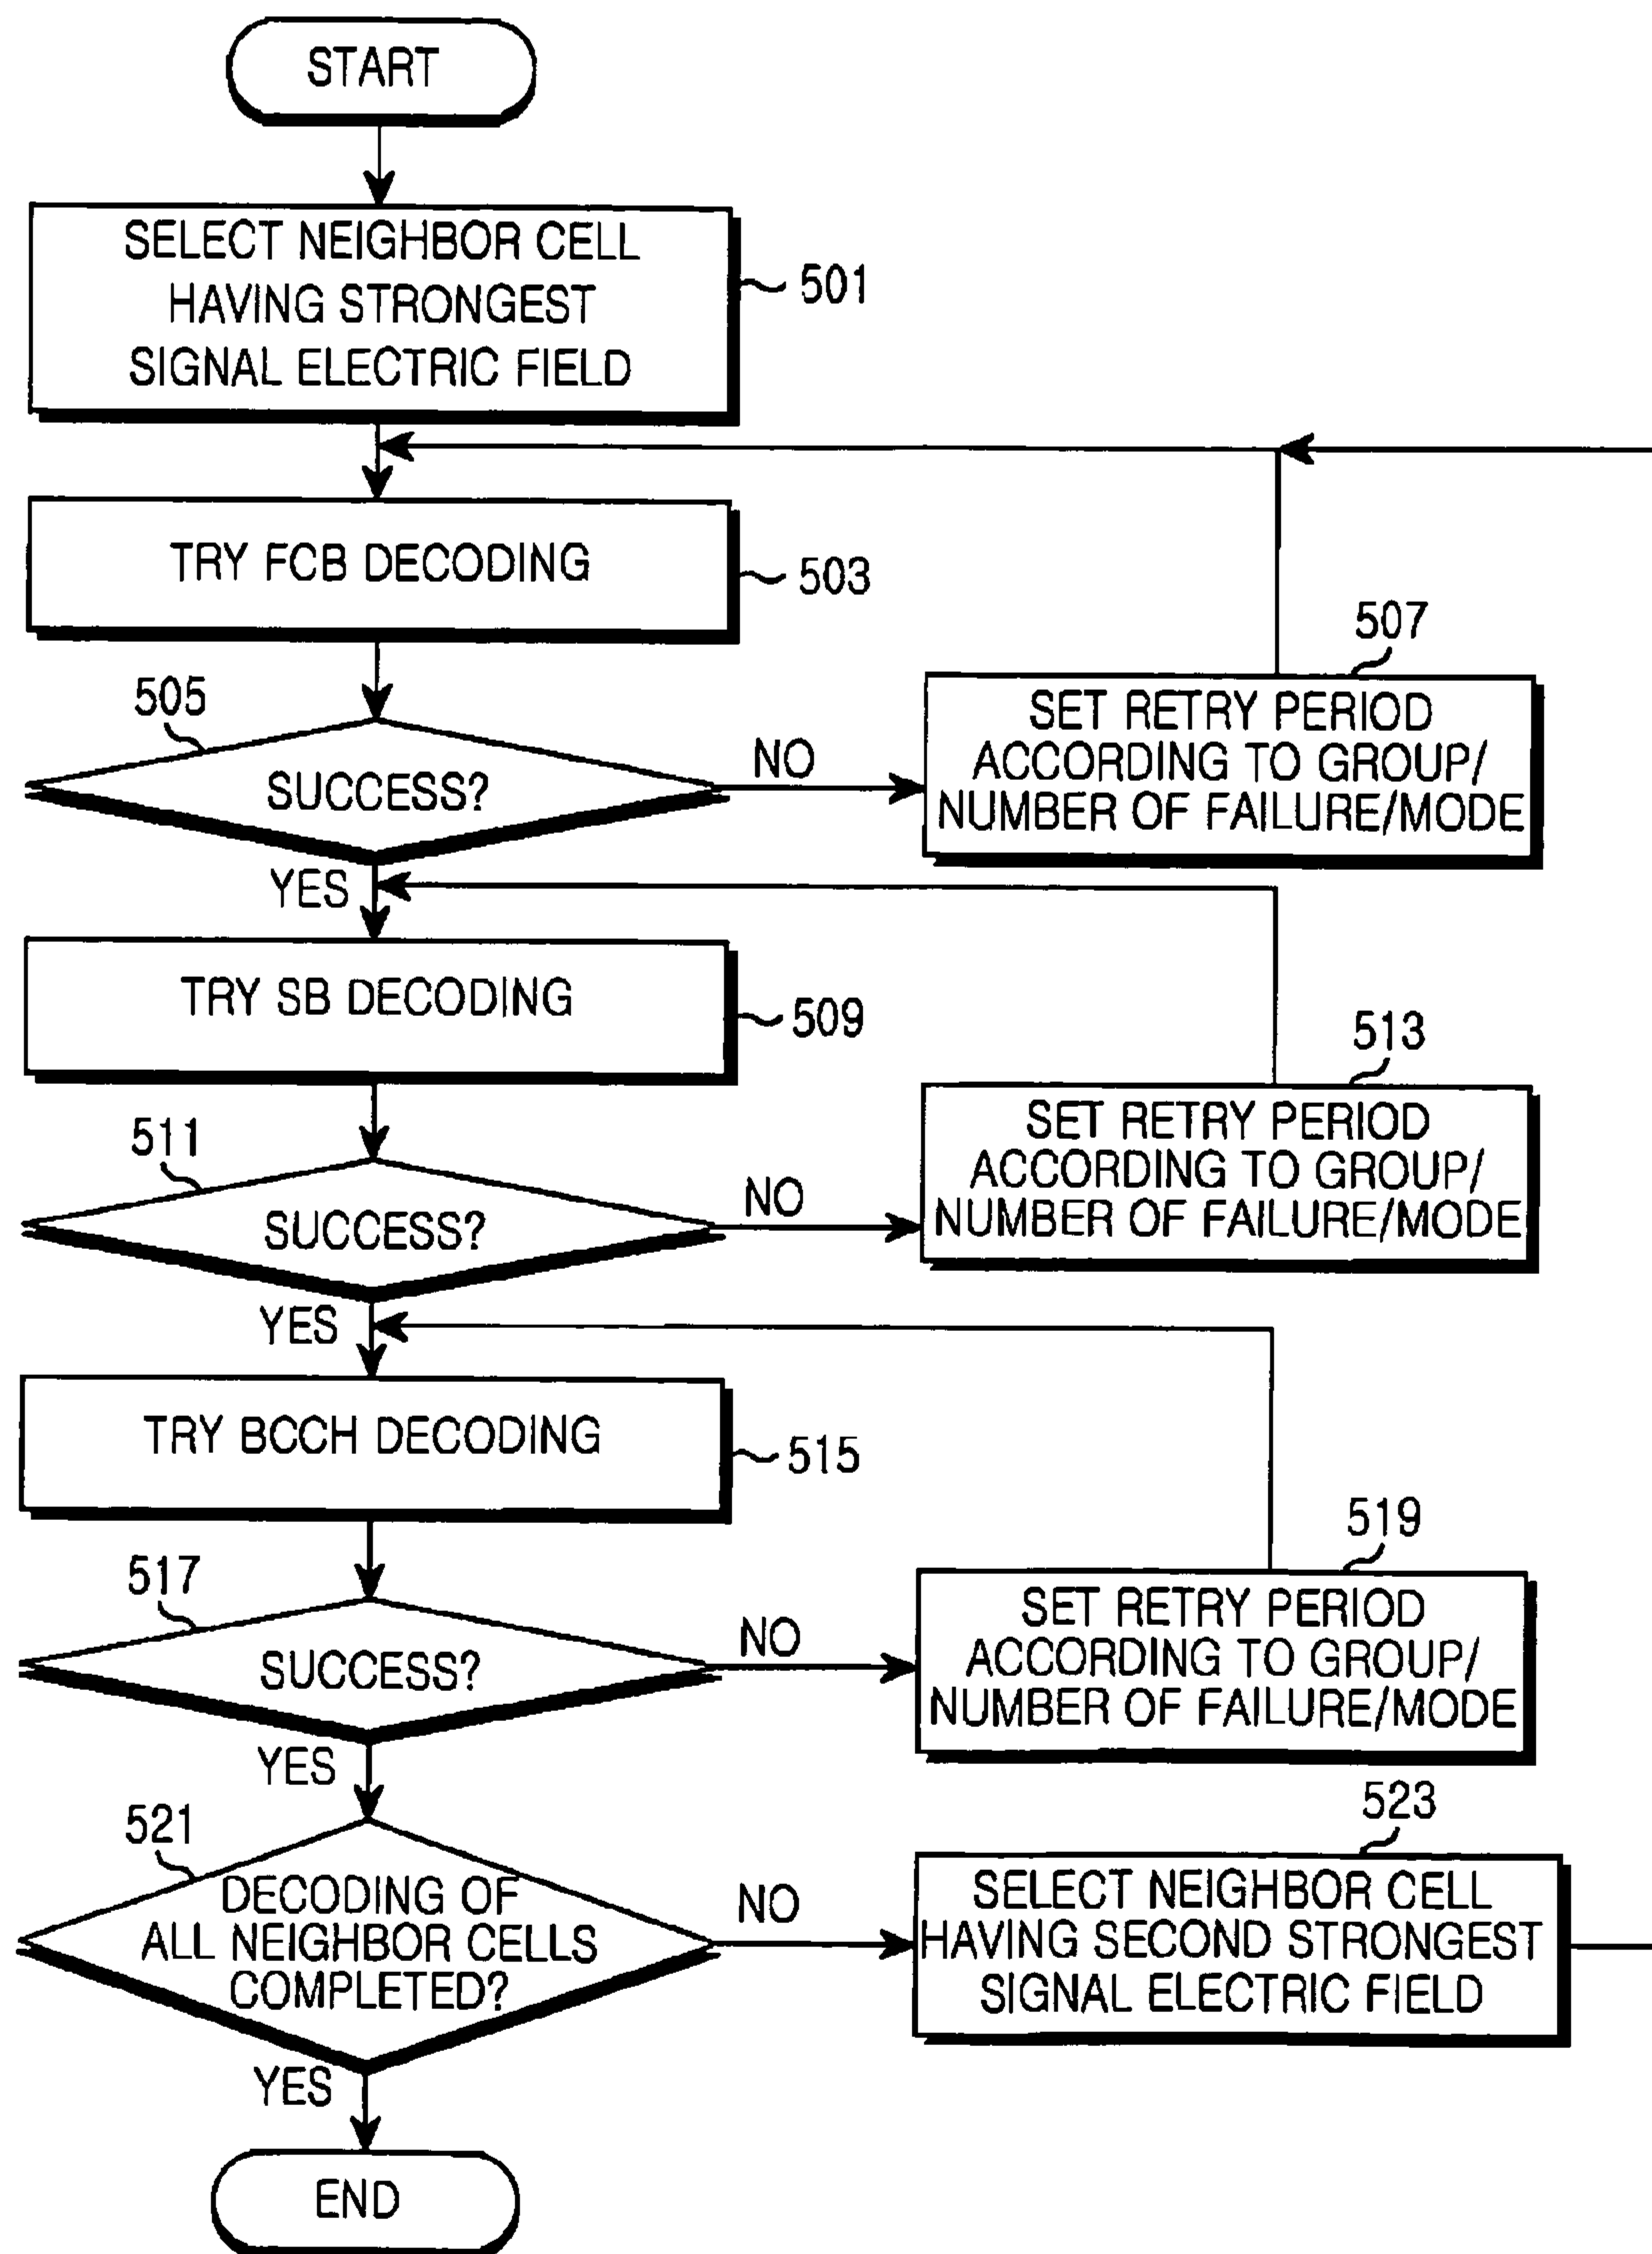 START
SELECT NEIGHBOR CELL
HAVING STRONGEST
SIGNAL ELECTRIC FIELD
501
TRY FCB DECODING
503
507
505
SUCCESS?
NO
SET RETRY PERIOD
ACCORDING TO GROUP/
NUMBER OF FAILURE/MODE
YES
TRY SB DECODING
509
513
511
SUCCESS?
NO
SET RETRY PERIOD
ACCORDING TO GROUP/
NUMBER OF FAILURE/MODE
YES
TRY BCCH DECODING
515
519
517
SUCCESS?
NO
SET RETRY PERIOD
ACCORDING TO GROUP/
NUMBER OF FAILURE/MODE
YES
523
521
DECODING OF
ALL NEIGHBOR CELLS
COMPLETED?
NO
SELECT NEIGHBOR CELL
HAVING SECOND STRONGEST
SIGNAL ELECTRIC FIELD
YES
END